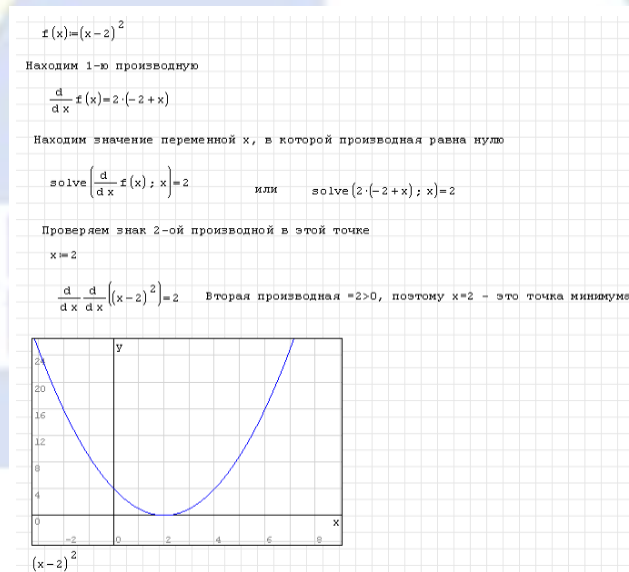 f(x)≔(x-2)²
Находим 1-ю производную
d/dx f(x)=2·(-2+x)
Находим значение переменной x, в которой производная равна нулю
solve(d/dx f(x) ; x)=2 или solve(2·(-2+x) ; x)=2
Проверяем знак 2-ой производной в этой точке
x≔2
d/dx d/dx((x-2)²)=2 Вторая производная =2>0, поэтому x=2 - это точка минимума
y
24
20
16
12
8
4
0 x
-2 0 2 4 6 8
(x-2)²